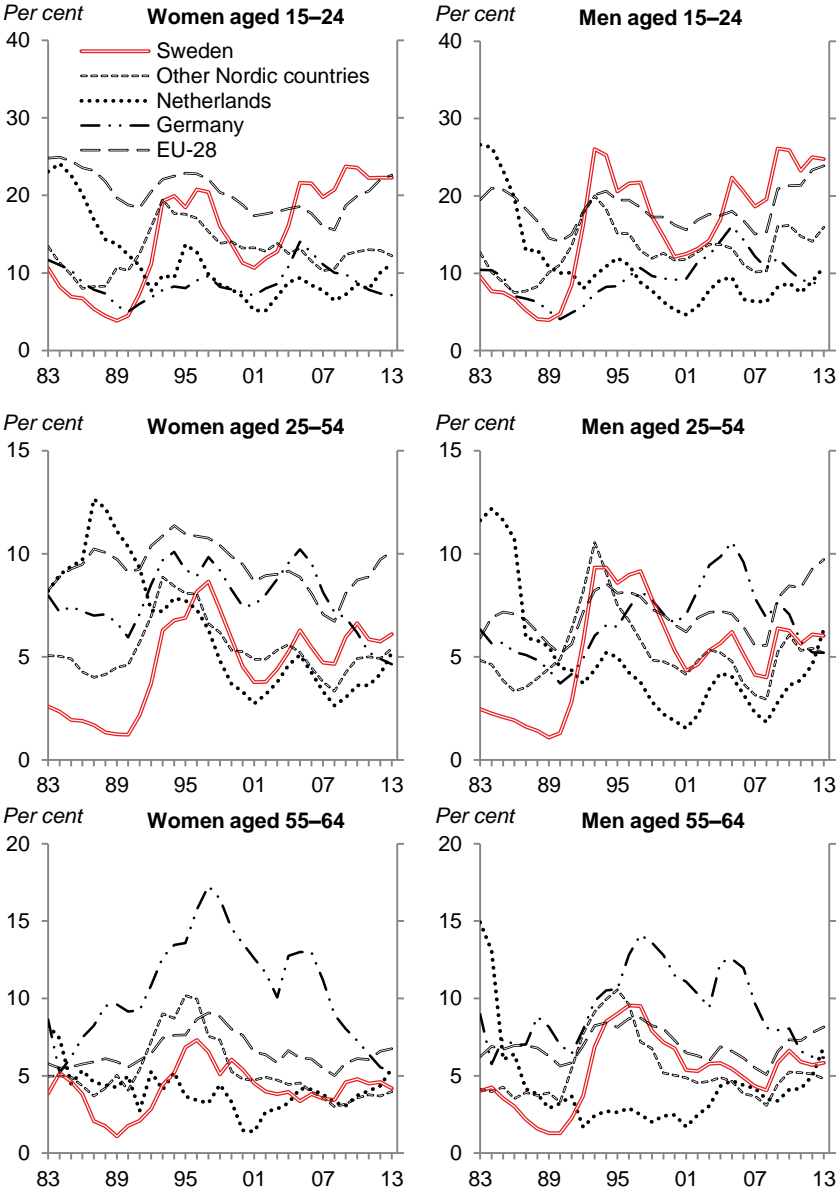 Per cent Women aged 15–24
40
30
20
10
0
83 89 95 01 07 13
Sweden
Other Nordic countries
Netherlands
Germany
EU-28
Per cent Men aged 15–24
40
30
20
10
0
83 89 95 01 07 13
Per cent Women aged 25–54
15
10
5
0
83 89 95 01 07 13
Per cent Men aged 25–54
15
10
5
0
83 89 95 01 07 13
Per cent Women aged 55–64
20
15
10
5
0
83 89 95 01 07 13
Per cent Men aged 55–64
20
15
10
5
0
83 89 95 01 07 13